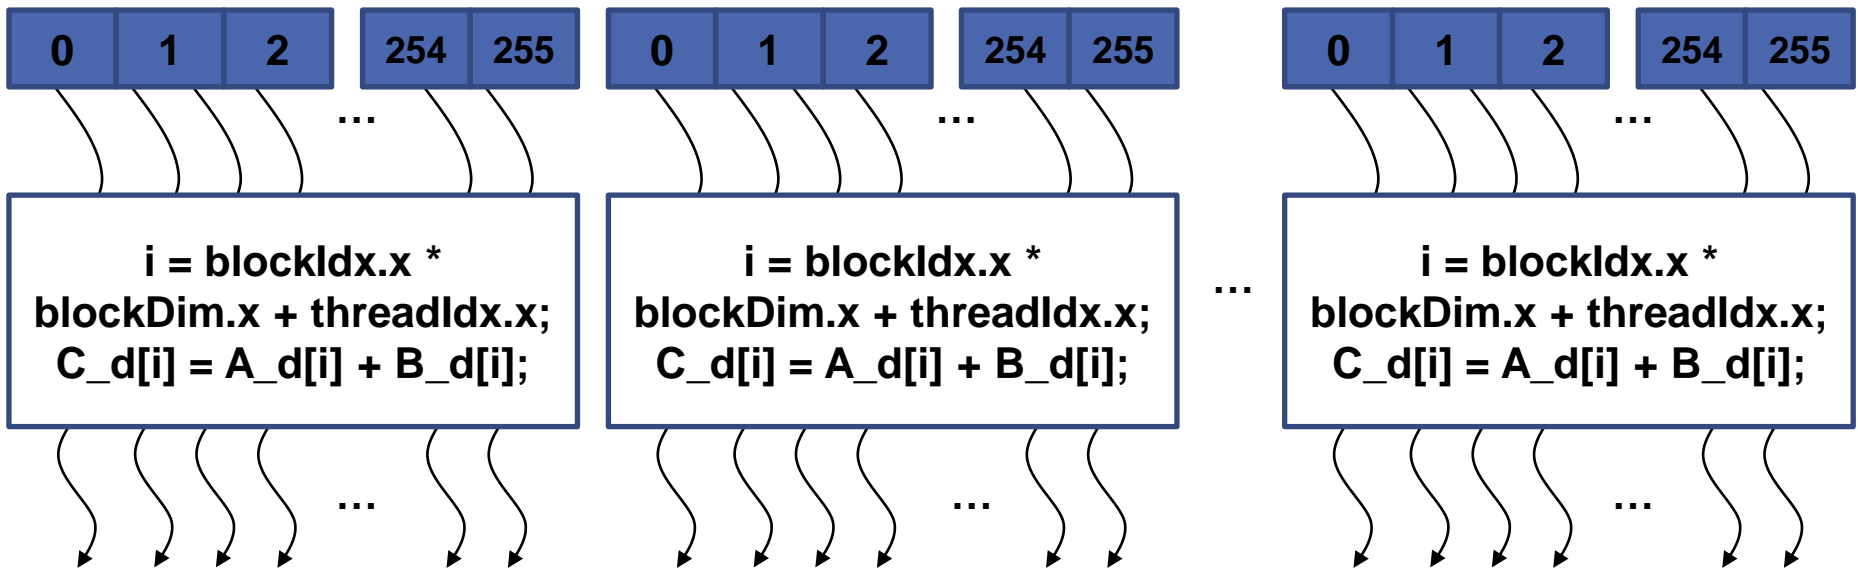 0 1 2 254 255 0 1 2 254 255 0 1 2 254 255
... ... ...
i = blockIdx.x *
blockDim.x + threadIdx.x;
C_d[i] = A_d[i] + B_d[i];
i = blockIdx.x *
blockDim.x + threadIdx.x;
C_d[i] = A_d[i] + B_d[i];
...
i = blockIdx.x *
blockDim.x + threadIdx.x;
C_d[i] = A_d[i] + B_d[i];
... ... ...